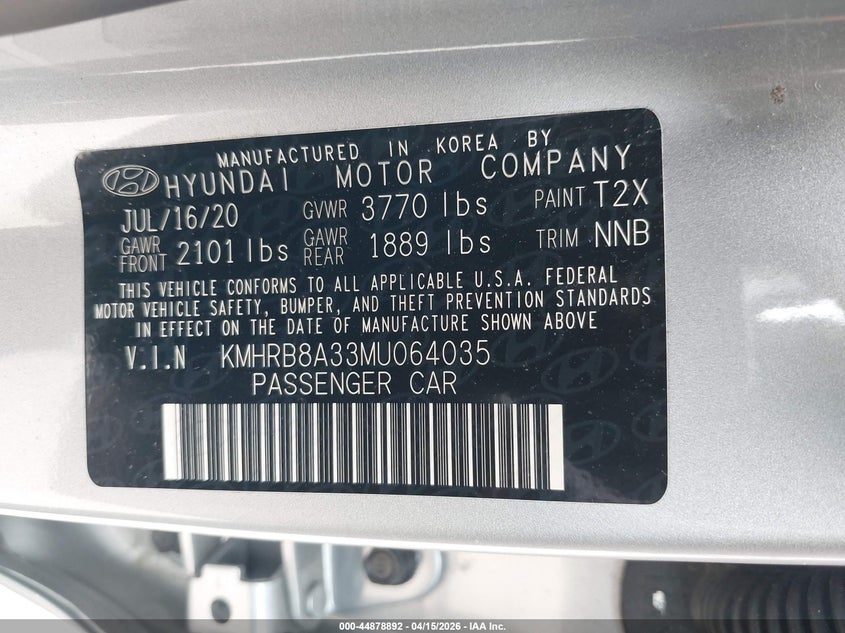 MANUFACTURED IN KOREA BY
HYUNDAI MOTOR COMPANY
JUL/16/20 GVWR 3770 lbs PAINT T2X
GAWR FRONT 2101 lbs GAWR REAR 1889 lbs TRIM NNB
THIS VEHICLE CONFORMS TO ALL APPLICABLE U.S.A. FEDERAL
MOTOR VEHICLE SAFETY, BUMPER, AND THEFT PREVENTION STANDARDS
IN EFFECT ON THE DATE OF MANUFACTURE SHOWN ABOVE
V.I.N KMHRB8A33MU064035
PASSENGER CAR
000-44878892 - 04/15/2026 - IAA Inc.